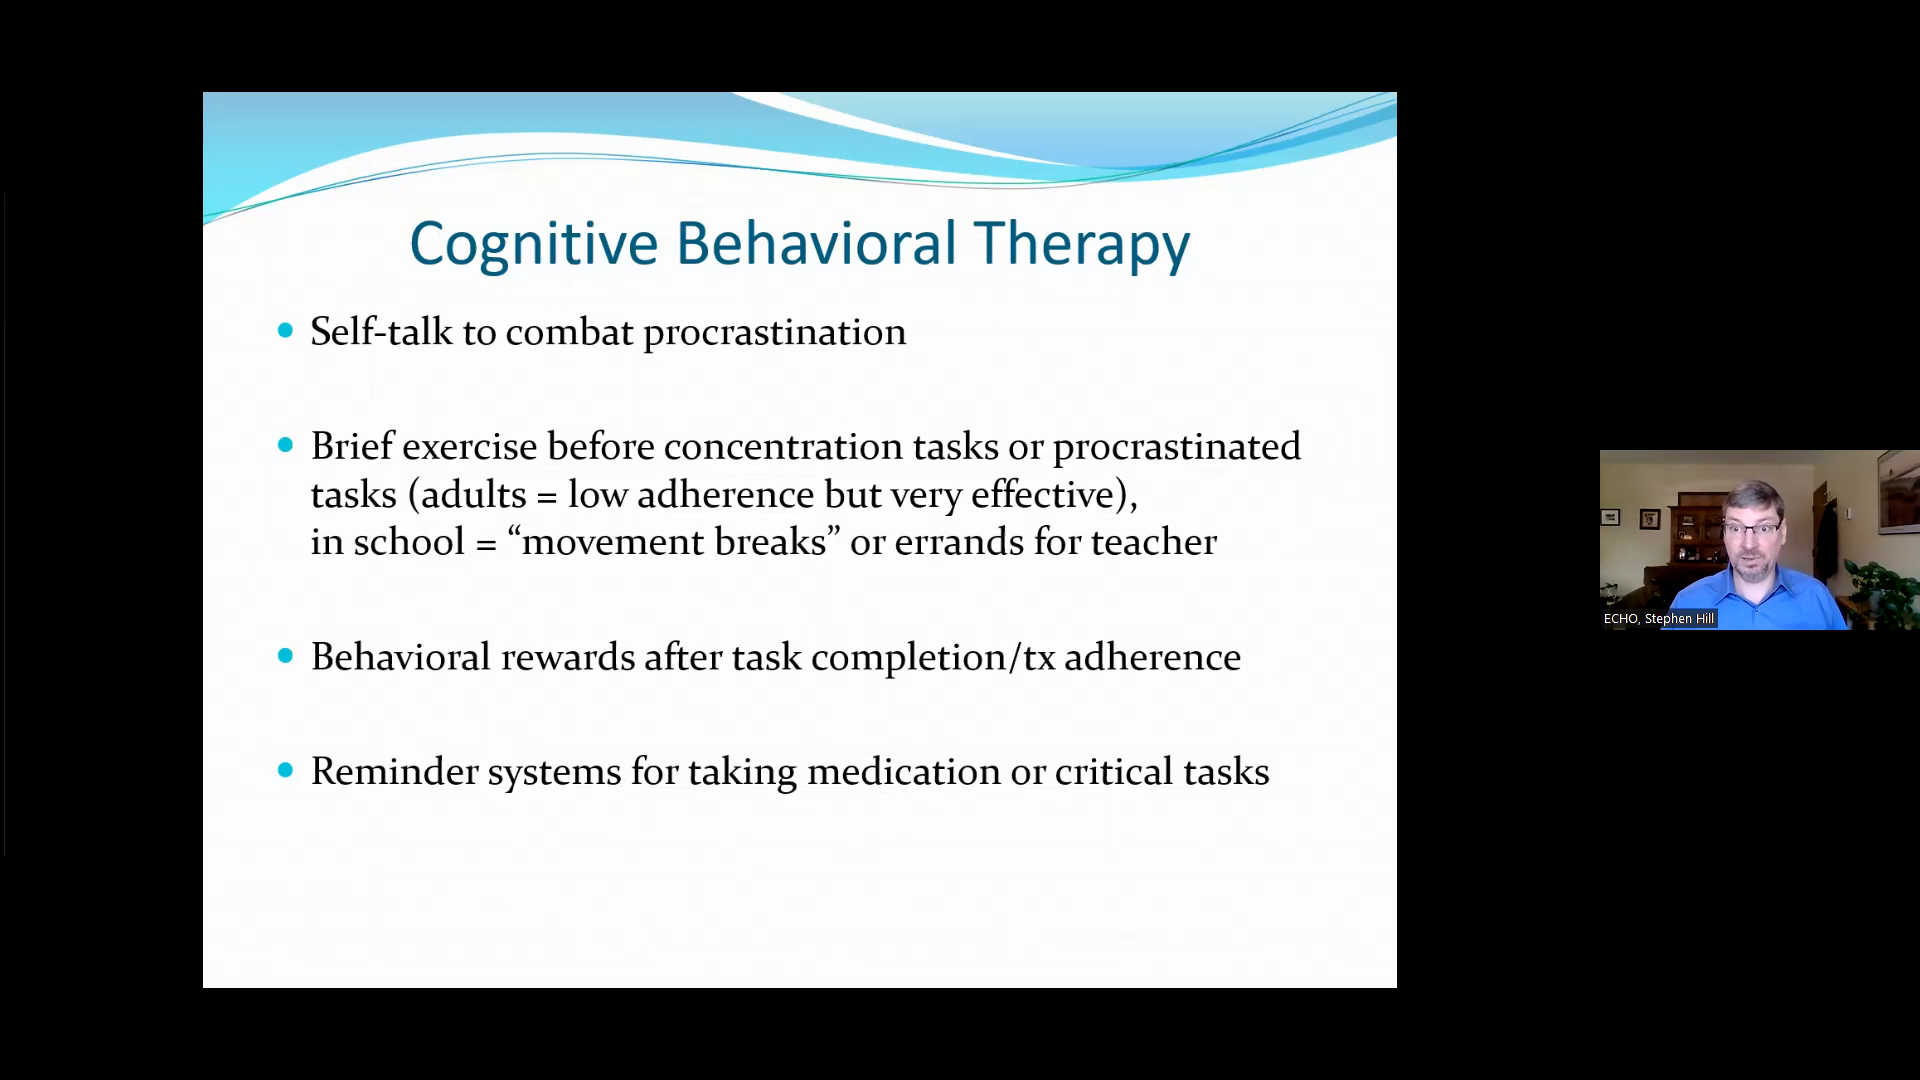 Cognitive Behavioral Therapy
Self-talk to combat procrastination
Brief exercise before concentration tasks or procrastinated
tasks (adults = low adherence but very effective),
in school = “movement breaks” or errands for teacher
Behavioral rewards after task completion/tx adherence
Reminder systems for taking medication or critical tasks
ECHO, Stephen Hill